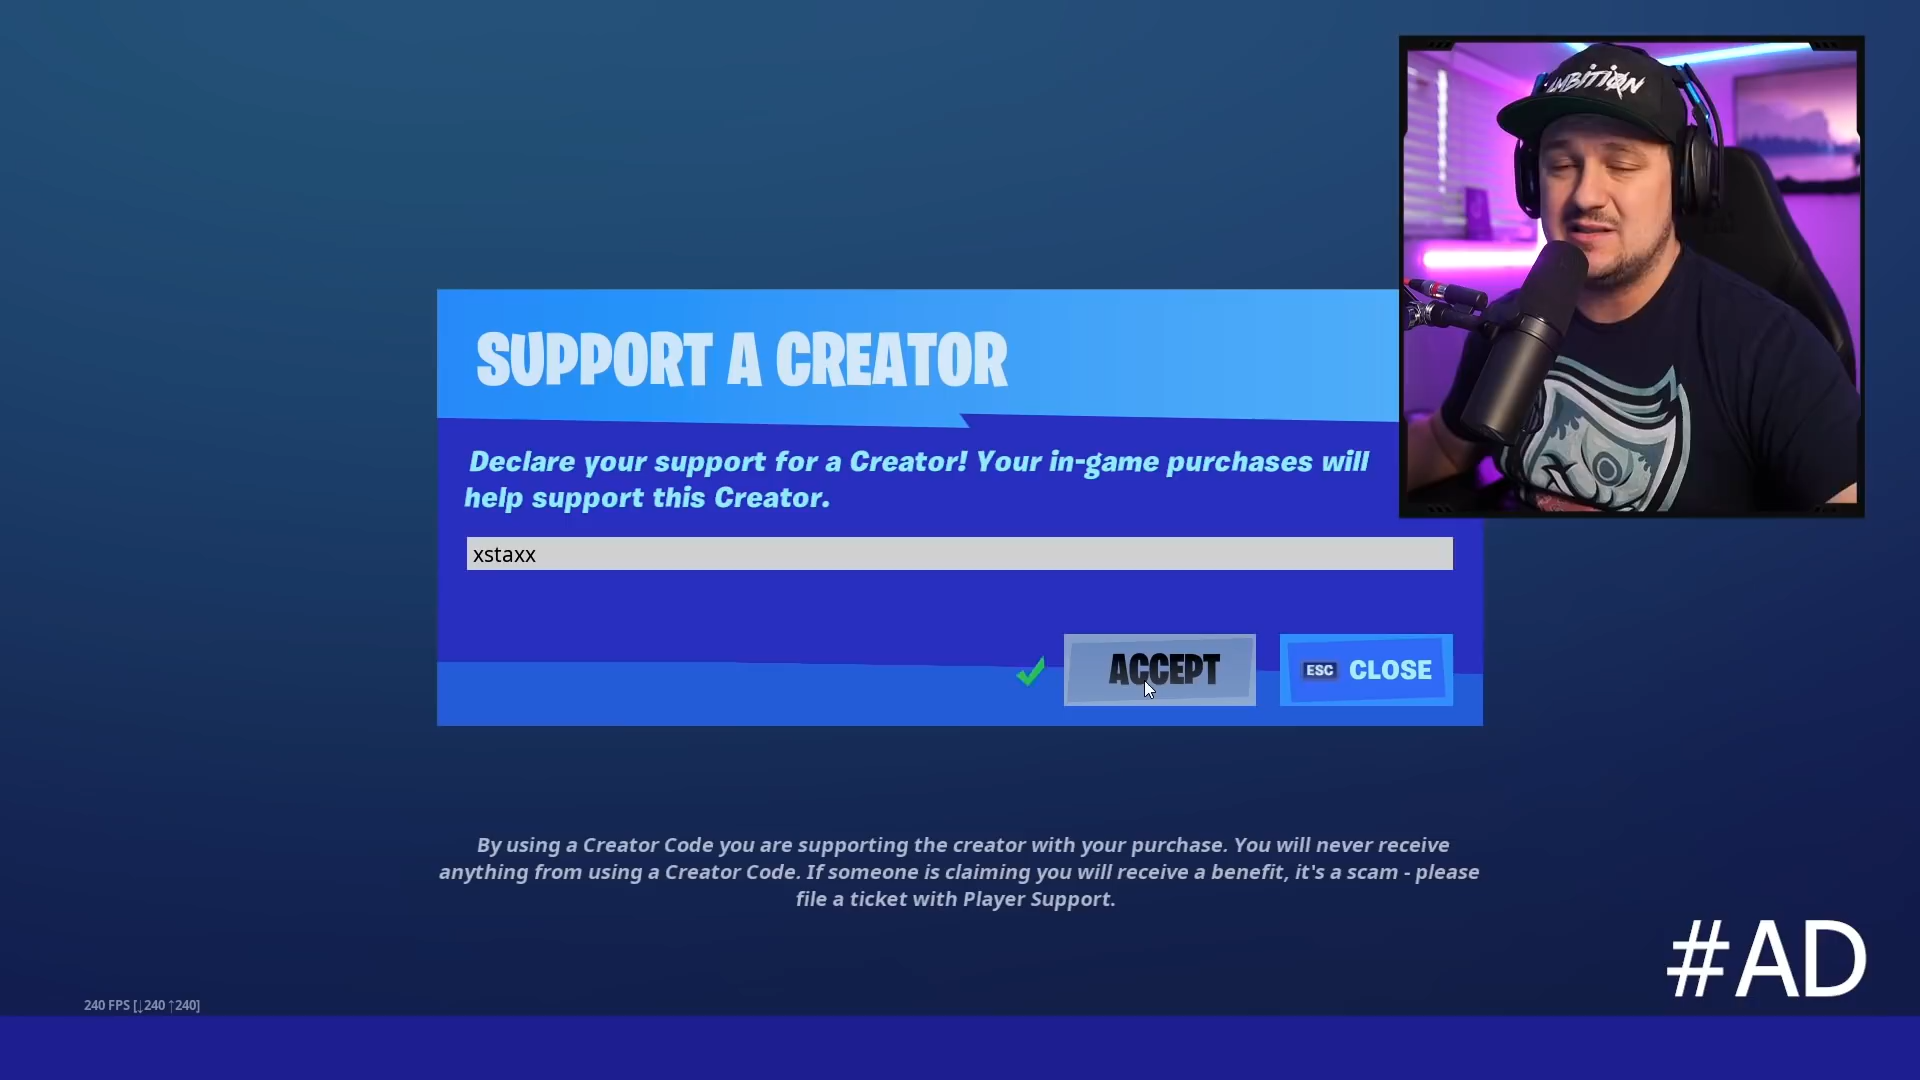 AMBITION
SUPPORT A CREATOR
Declare your support for a Creator! Your in-game purchases will
help support this Creator.
xstaxx
ACCEPT
ESC CLOSE
By using a Creator Code you are supporting the creator with your purchase. You will never receive
anything from using a Creator Code. If someone is claiming you will receive a benefit, it's a scam - please
file a ticket with Player Support.
#AD
240 FPS [↓240 ↑240]